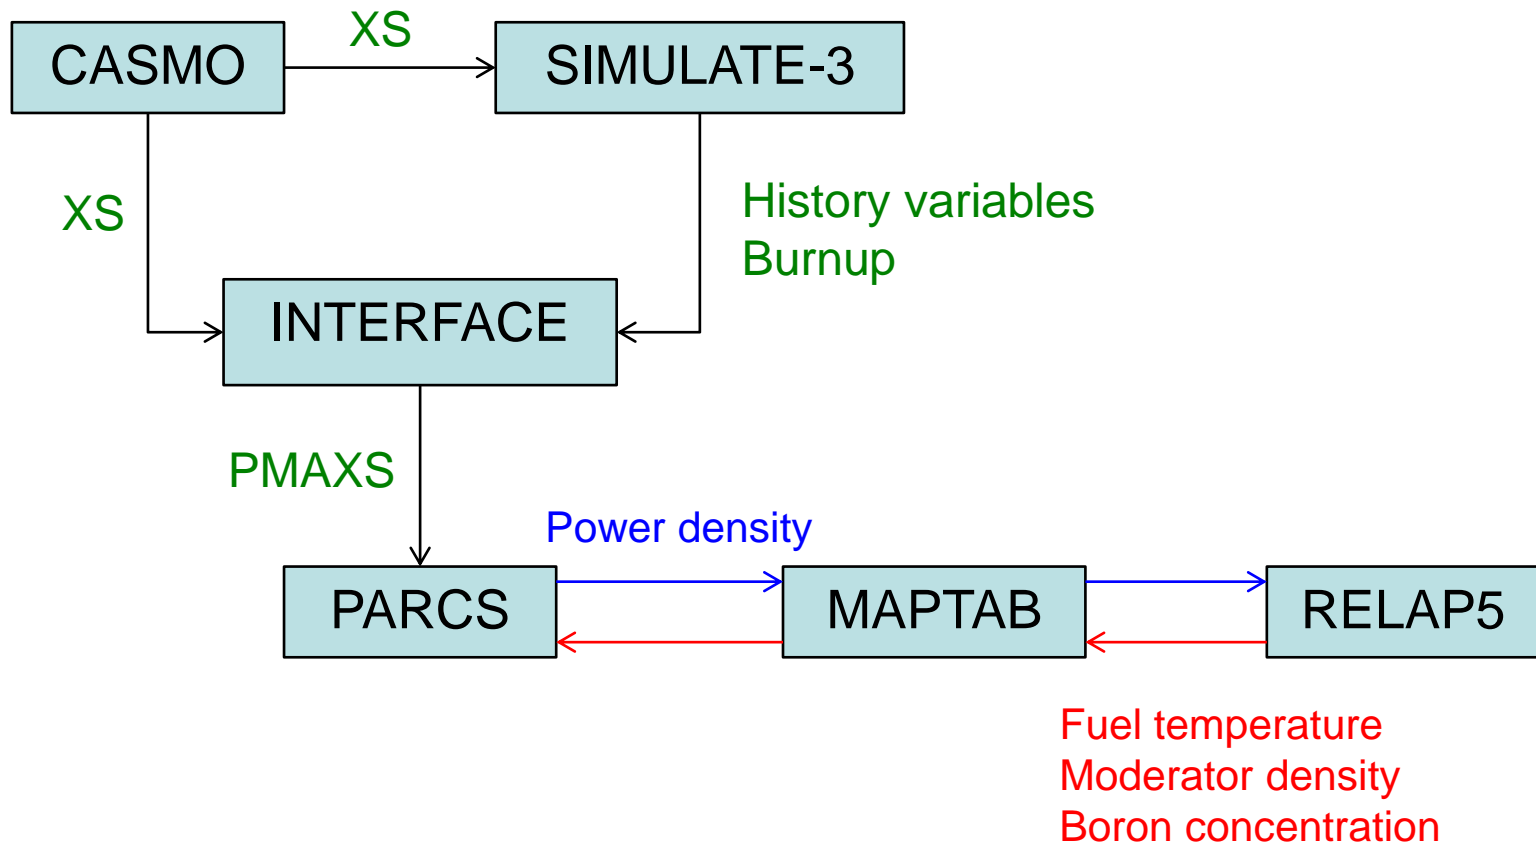 XS
CASMO
SIMULATE-3
XS
History variables
Burnup
INTERFACE
PMAXS
Power density
PARCS
MAPTAB
RELAP5
Fuel temperature
Moderator density
Boron concentration